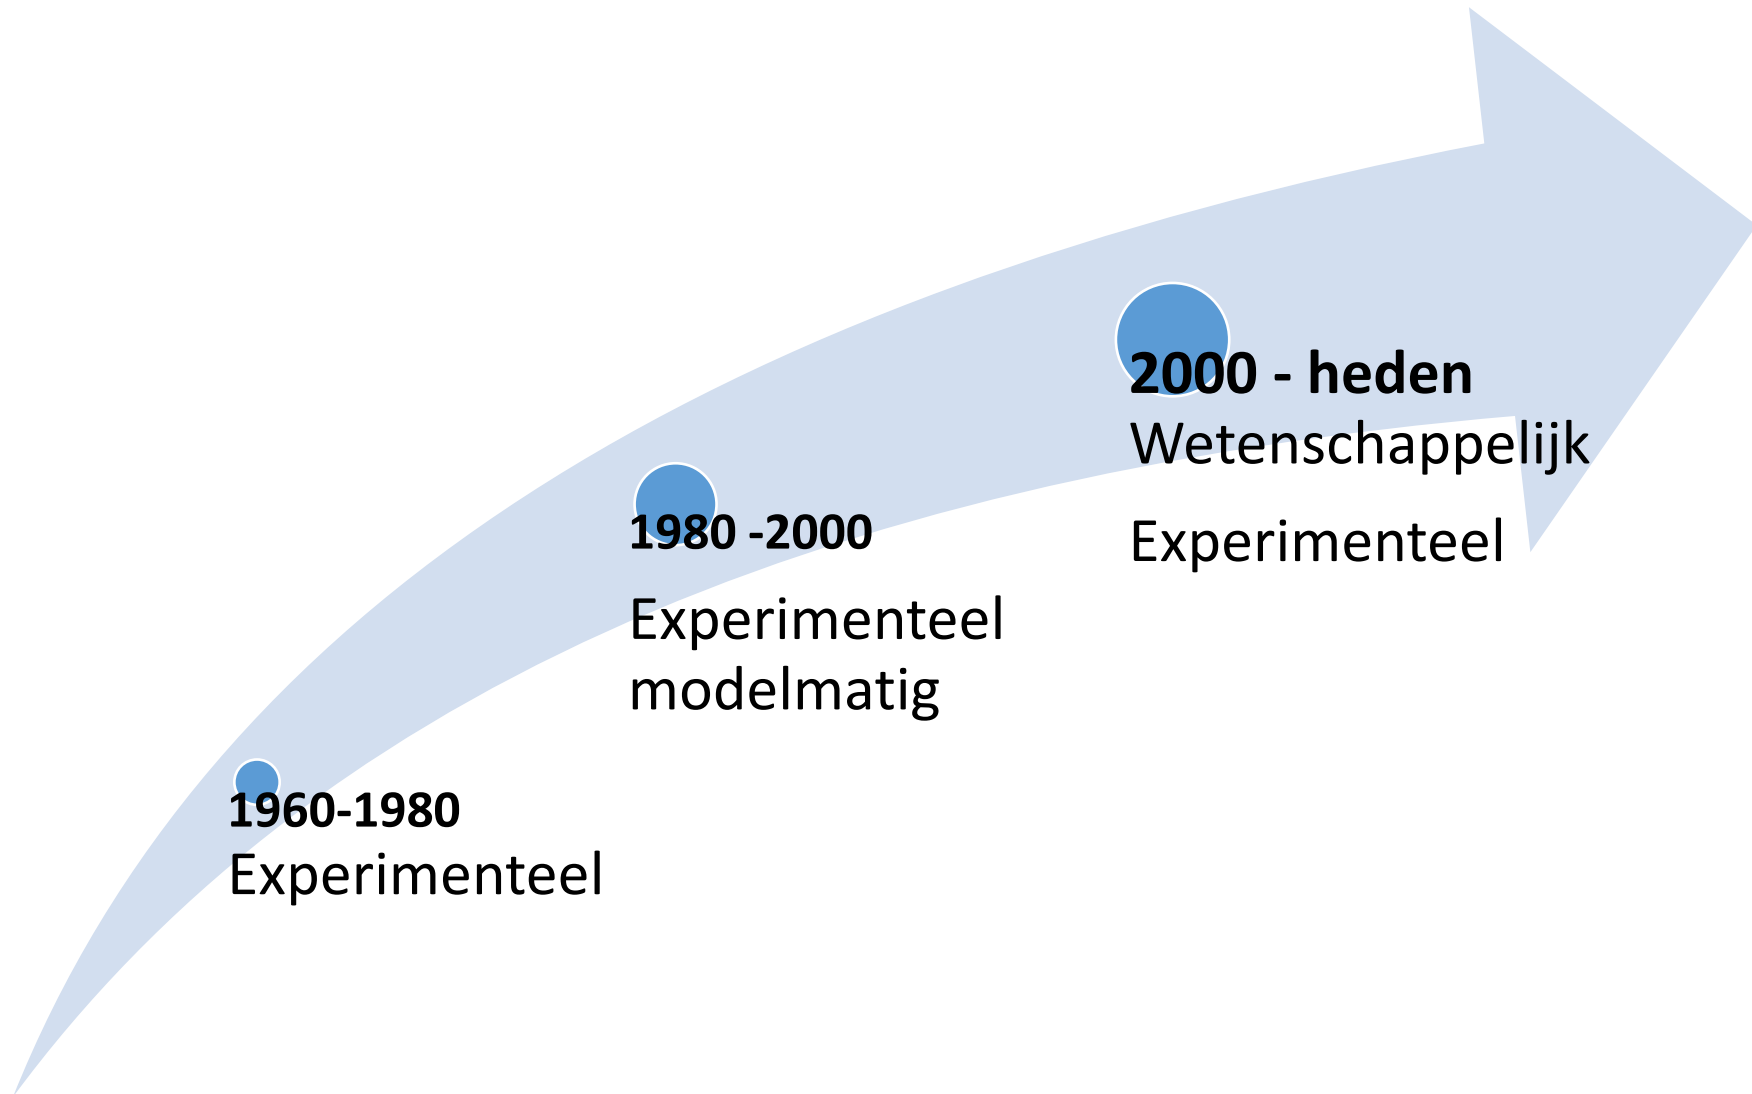 1960-1980
Experimenteel
1980 -2000
Experimenteel
modelmatig
2000 - heden
Wetenschappelijk
Experimenteel